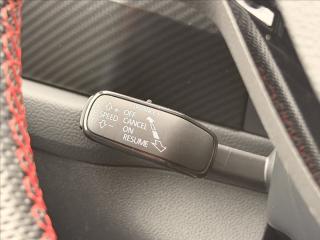 +
OFF
SPEED
CANCEL
-
ON
RESUME